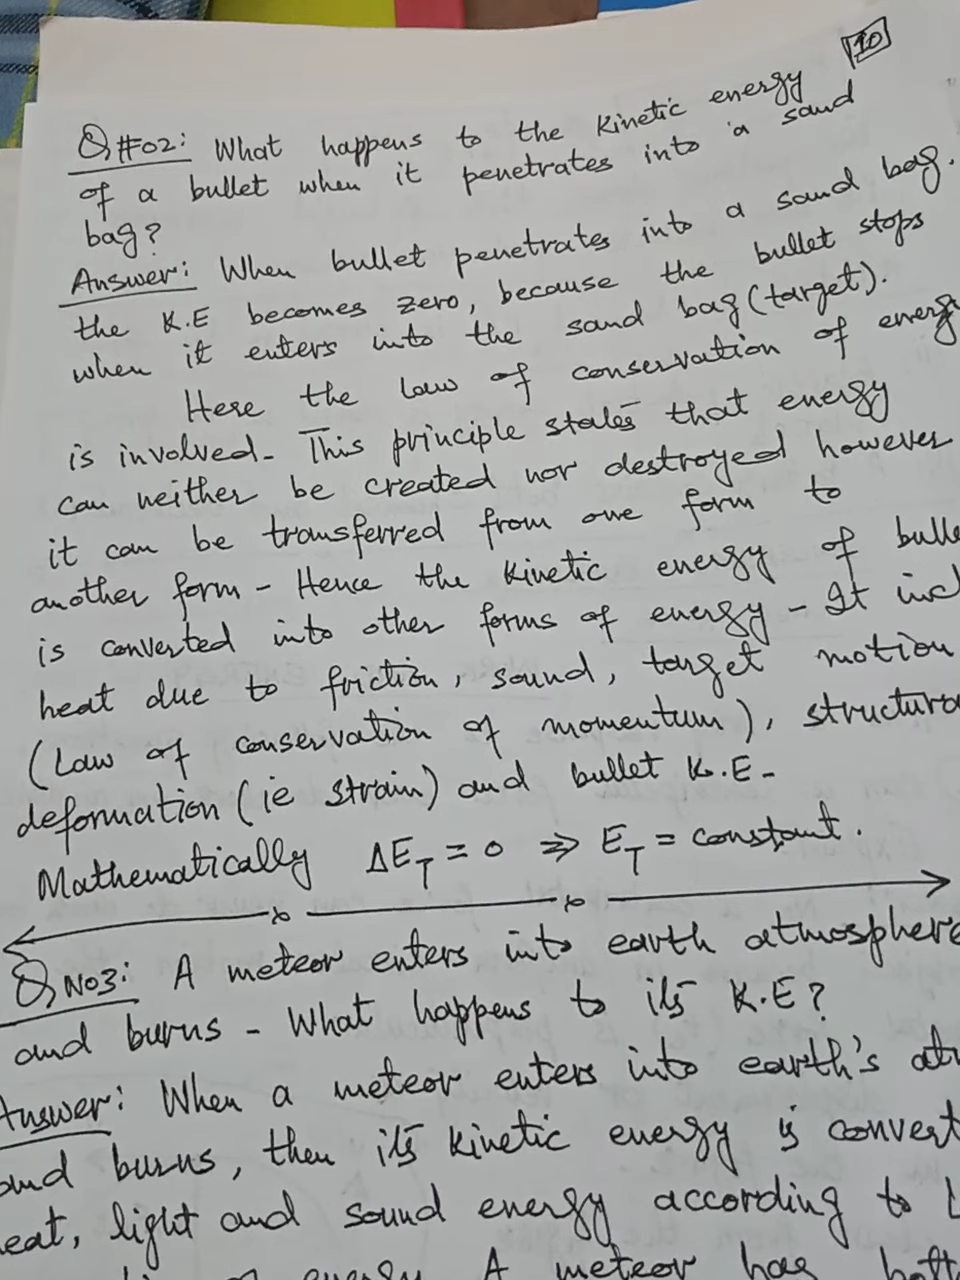 10
Q#02: What happens to the Kinetic energy
of a bullet when it penetrates into a sand
bag?
Answer: When bullet penetrates into a sand bag.
the K.E becomes zero, because the bullet stops
when it enters into the sand bag (target).
Here the law of conservation of energy
is involved. This principle states that energy
can neither be created nor destroyed however
it can be transferred from one form to
another form - Hence the kinetic energy of bulle
is converted into other forms of energy - It incl
heat due to friction, sound, target motion
(Law of conservation of momentum), structura
deformation (ie strain) and bullet K.E-
Mathematically ΔE_T = 0 ⇒ E_T = constant.
Q No3: A meteor enters into earth atmosphere
and burns - What happens to its K.E?
Answer: When a meteor enters into earth's atm
and burns, then its kinetic energy is convert
heat, light and sound energy according to L
energy. A meteor has both